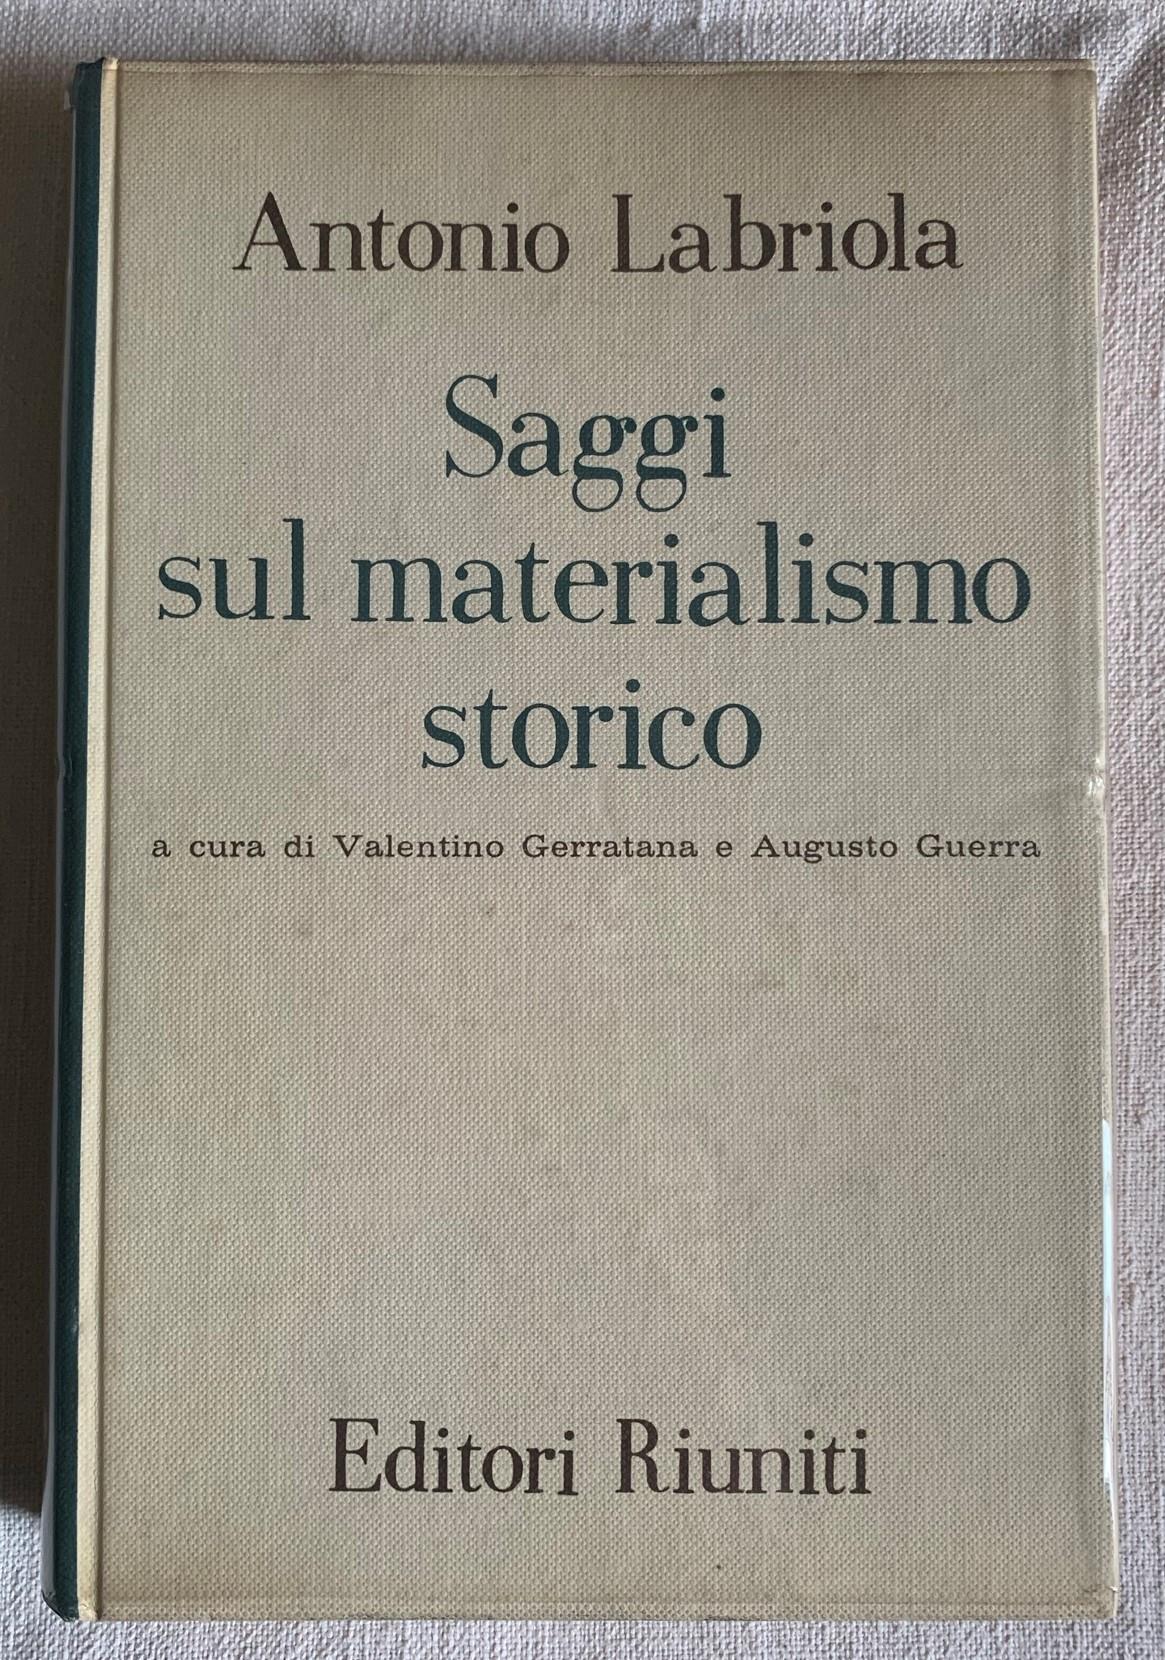 Antonio Labriola
Saggi
sul materialismo
storico
a cura di Valentino Gerratana e Augusto Guerra
Editori Riuniti